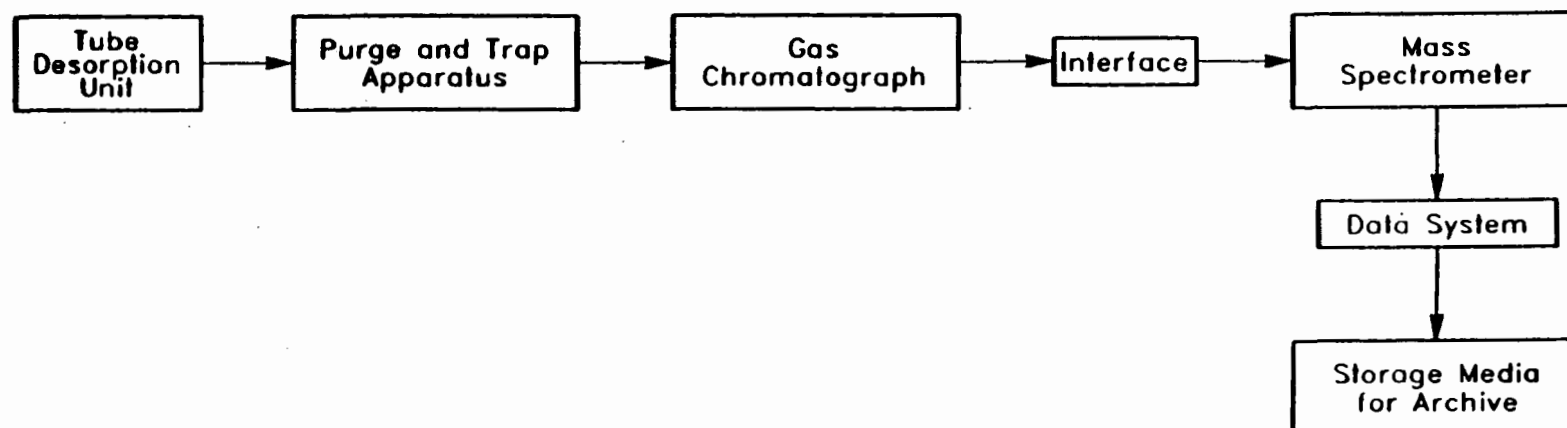 Tube
Desorption
Unit
Purge and Trap
Apparatus
Gas
Chromatograph
Interface
Mass
Spectrometer
Data System
Storage Media
for Archive